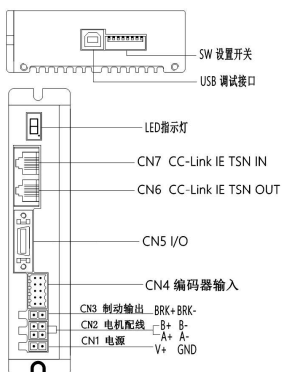 SW 设置开关
USB 调试接口
LED指示灯
CN7 CC-Link IE TSN IN
CN6 CC-Link IE TSN OUT
CN5 I/O
CN4 编码器输入
CN3 制动输出 BRK+ BRK-
CN2 电机配线 B+ B-
A+ A-
CN1 电源 V+ GND